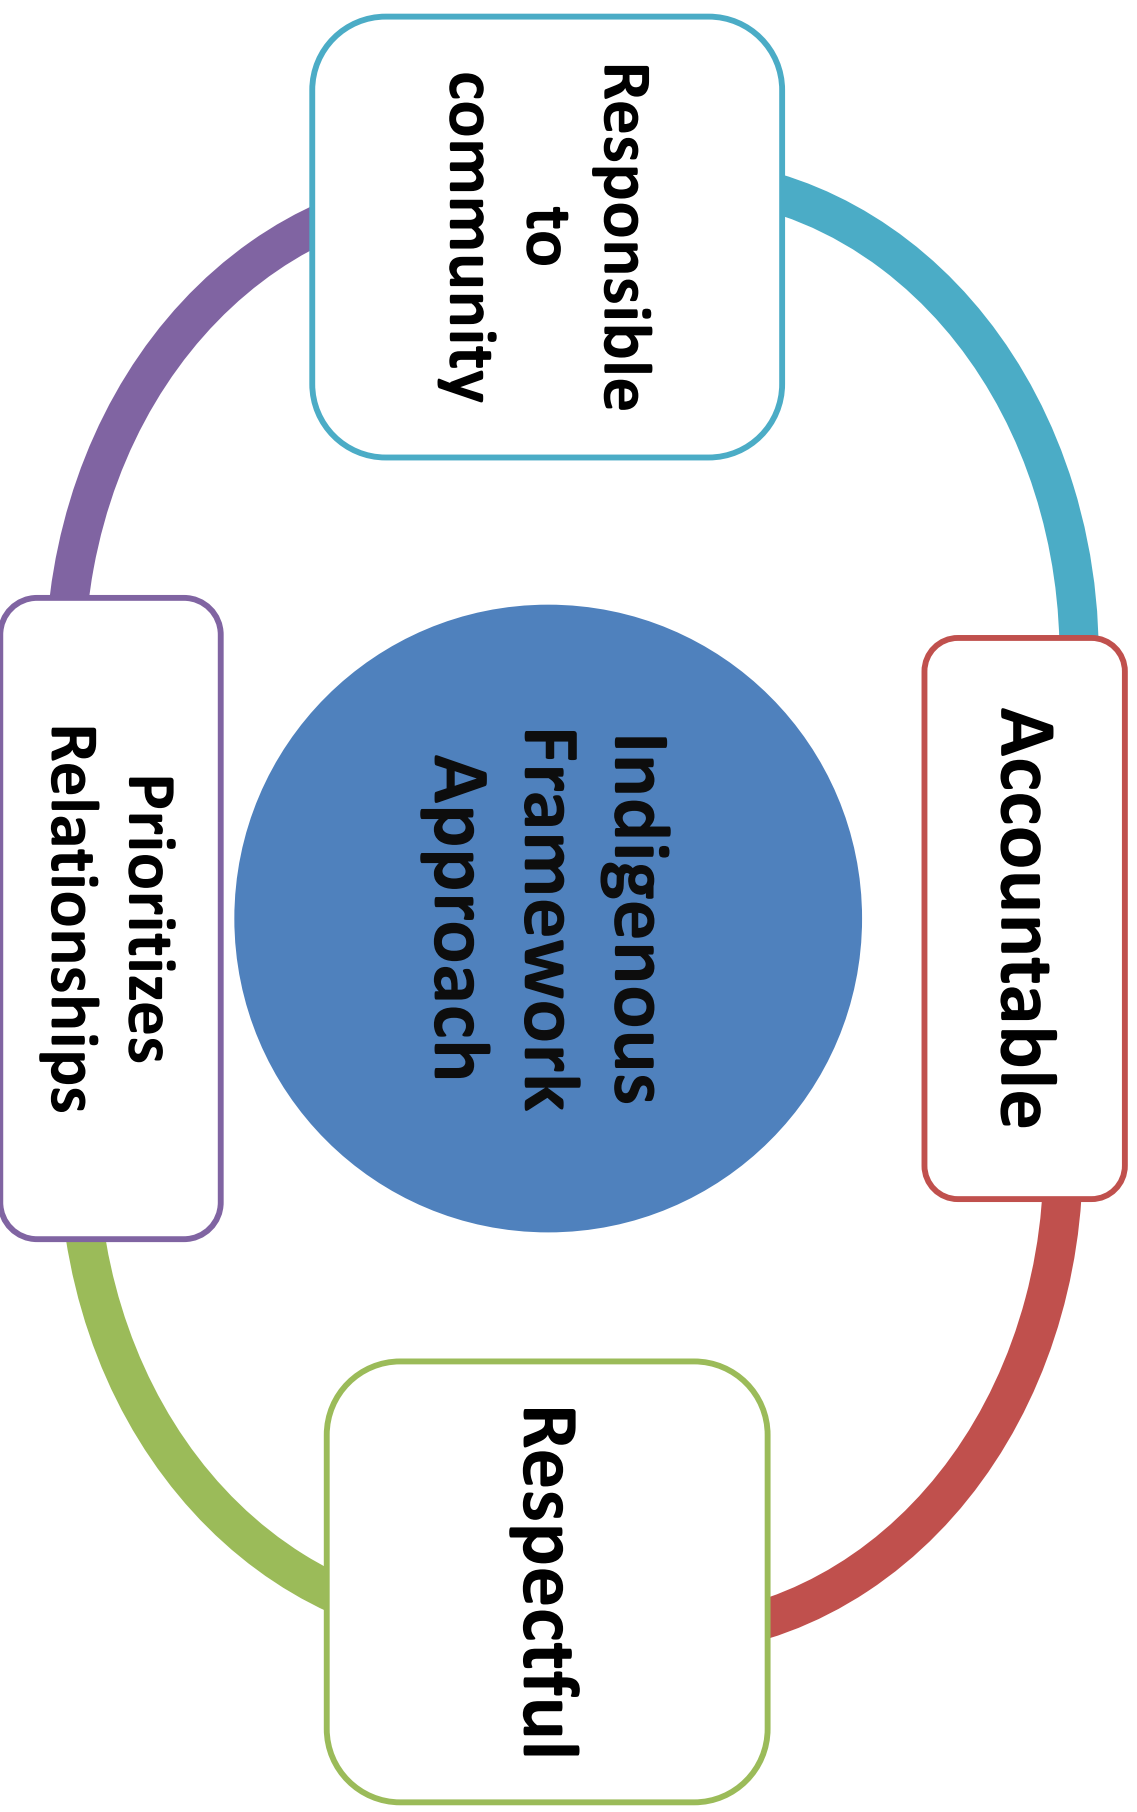 Accountable
Responsible
to
community
Indigenous
Framework
Approach
Respectful
Prioritizes
Relationships